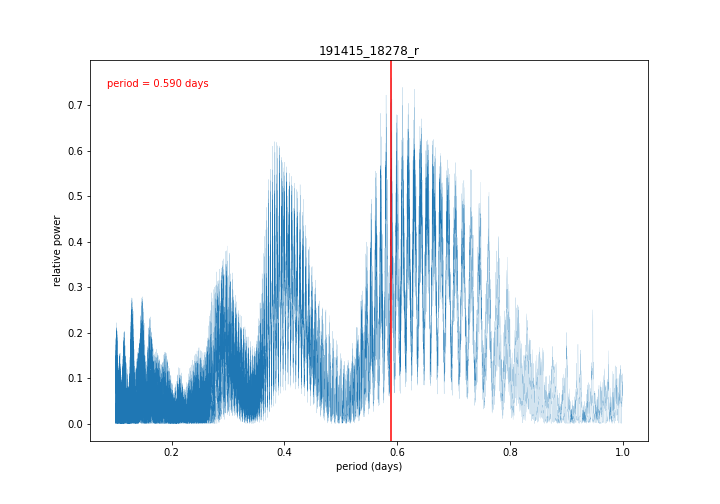 191415_18278_r
period = 0.590 days
relative power
0.7
0.6
0.5
0.4
0.3
0.2
0.1
0.0
0.2 0.4 0.6 0.8 1.0
period (days)